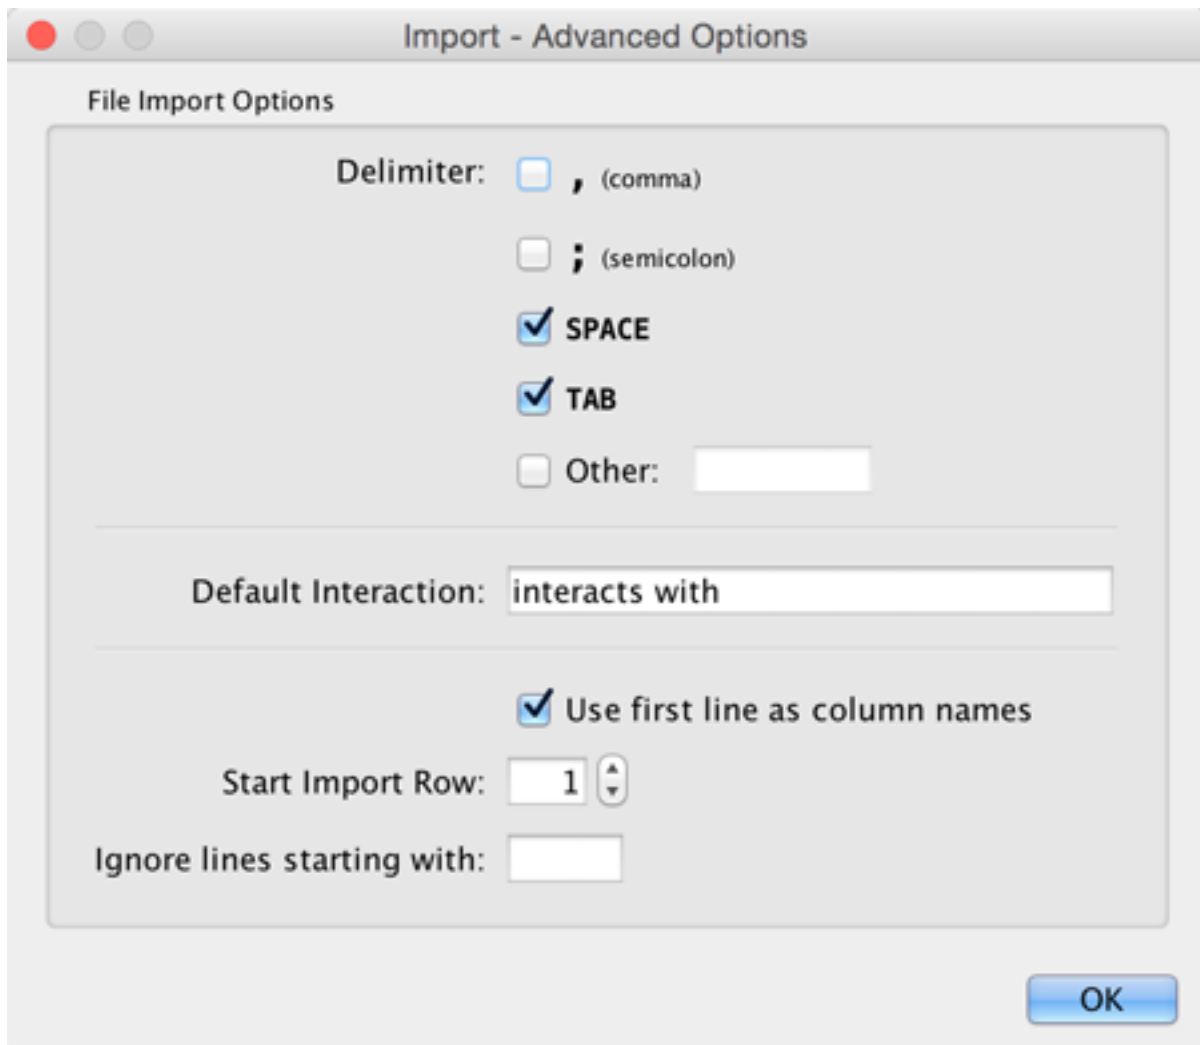 Import - Advanced Options
File Import Options
Delimiter: , (comma)
; (semicolon)
SPACE
TAB
Other:
Default Interaction: interacts with
Use first line as column names
Start Import Row: 1
Ignore lines starting with:
OK